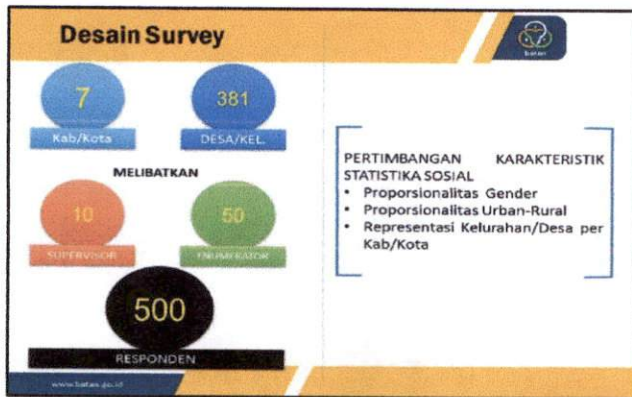 Desain Survey
batan
7
Kab/Kota
381
DESA/KEL.
MELIBATKAN
10
SUPERVISOR
50
ENUMERATOR
500
RESPONDEN
PERTIMBANGAN KARAKTERISTIK
STATISTIKA SOSIAL
• Proporsionalitas Gender
• Proporsionalitas Urban-Rural
• Representasi Kelurahan/Desa per
Kab/Kota
www.batan.go.id